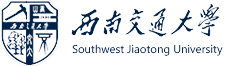 西南交通大學
Southwest Jiaotong University